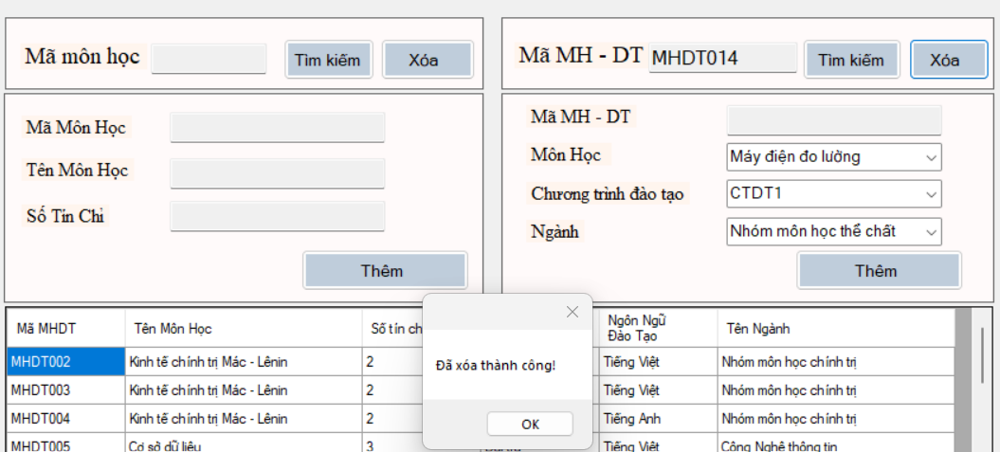 Mã môn học Tìm kiếm Xóa
Mã MH - DT MHDT014 Tìm kiếm Xóa
Mã Môn Học
Tên Môn Học
Số Tín Chỉ
Thêm
Mã MH - DT
Môn Học Máy điện đo lường
Chương trình đào tạo CTDT1
Ngành Nhóm môn học thể chất
Thêm
Mã MHDT Tên Môn Học Số tín ch Ngôn Ngữ Đào Tạo Tên Ngành
MHDT002 Kinh tế chính trị Mác - Lênin 2 Tiếng Việt Nhóm môn học chính trị
MHDT003 Kinh tế chính trị Mác - Lênin 2 Tiếng Việt Nhóm môn học chính trị
MHDT004 Kinh tế chính trị Mác - Lênin 2 Tiếng Anh Nhóm môn học chính trị
MHDT005 Cơ sở dữ liệu 3 Tiếng Việt Công Nghệ thông tin
Đã xóa thành công!
OK